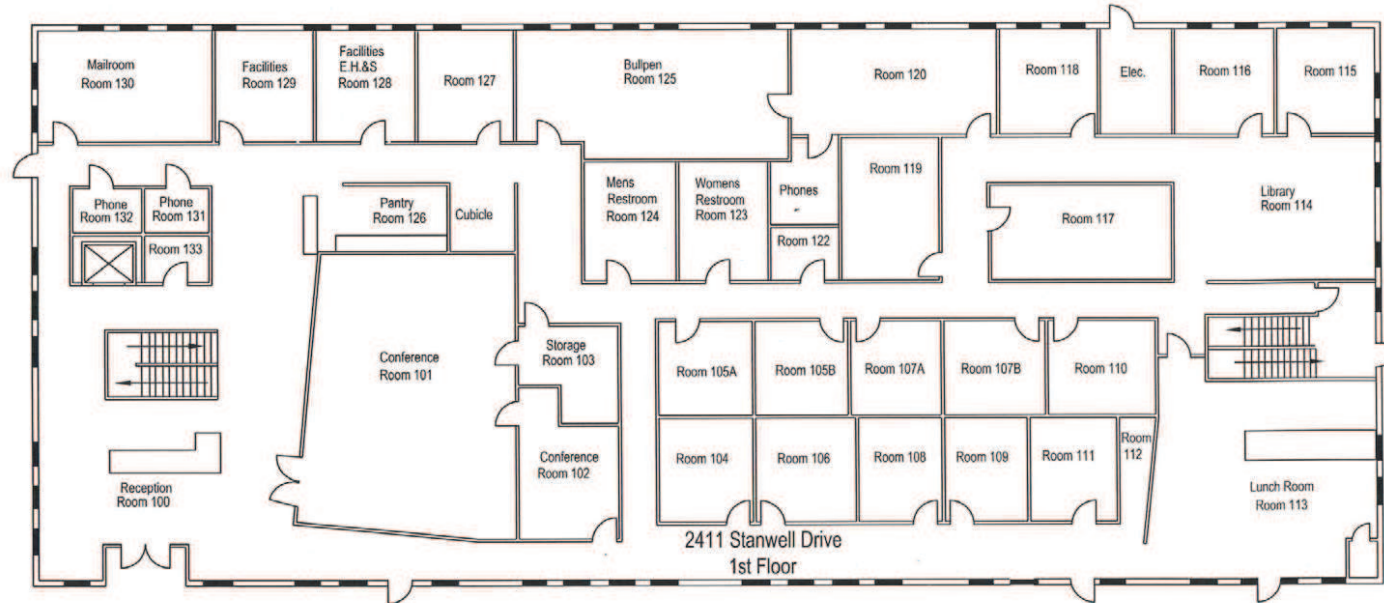 Mailroom
Room 130
Facilities
Room 129
Facilities
E.H.&S
Room 128
Room 127
Bullpen
Room 125
Room 120
Room 118
Elec.
Room 116
Room 115
Phone
Room 132
Phone
Room 131
Room 133
Pantry
Room 126
Cubicle
Mens
Restroom
Room 124
Womens
Restroom
Room 123
Phones
Room 122
Room 119
Room 117
Library
Room 114
Conference
Room 101
Storage
Room 103
Room 105A
Room 105B
Room 107A
Room 107B
Room 110
Conference
Room 102
Room 104
Room 106
Room 108
Room 109
Room 111
Room
112
Reception
Room 100
Lunch Room
Room 113
2411 Stanwell Drive
1st Floor